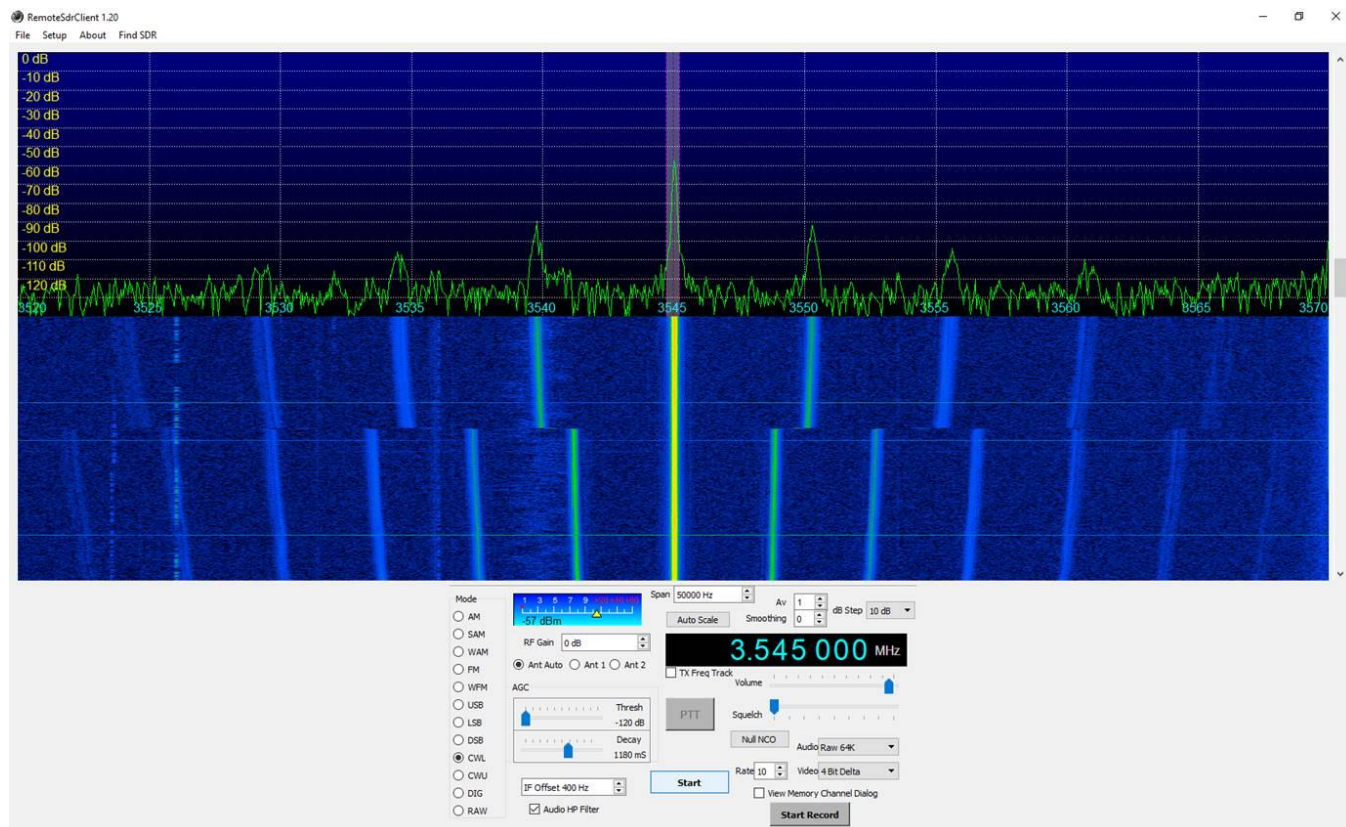 RemoteSdrClient 1.20
File Setup About Find SDR
0 dB
-10 dB
-20 dB
-30 dB
-40 dB
-50 dB
-60 dB
-70 dB
-80 dB
-90 dB
-100 dB
-110 dB
-120 dB
3520 3525 3530 3535 3540 3545 3550 3555 3560 3565 3570
Mode
AM
SAM
WAM
FM
WFM
USB
LSB
DSB
CWL
CWU
DIG
RAW
1 3 5 7 9
-57 dBm
RF Gain 0 dB
Ant Auto Ant 1 Ant 2
AGC
Thresh
-120 dB
Decay
1180 mS
IF Offset 400 Hz
Audio HP Filter
Span 50000 Hz
Auto Scale
Av 1
Smoothing 0
dB Step 10 dB
3.545 000 MHz
TX Freq Track
Volume
PTT
Squelch
Null NCO
Audio Raw 64K
Start
Rate 10
Video 4 Bit Delta
View Memory Channel Dialog
Start Record